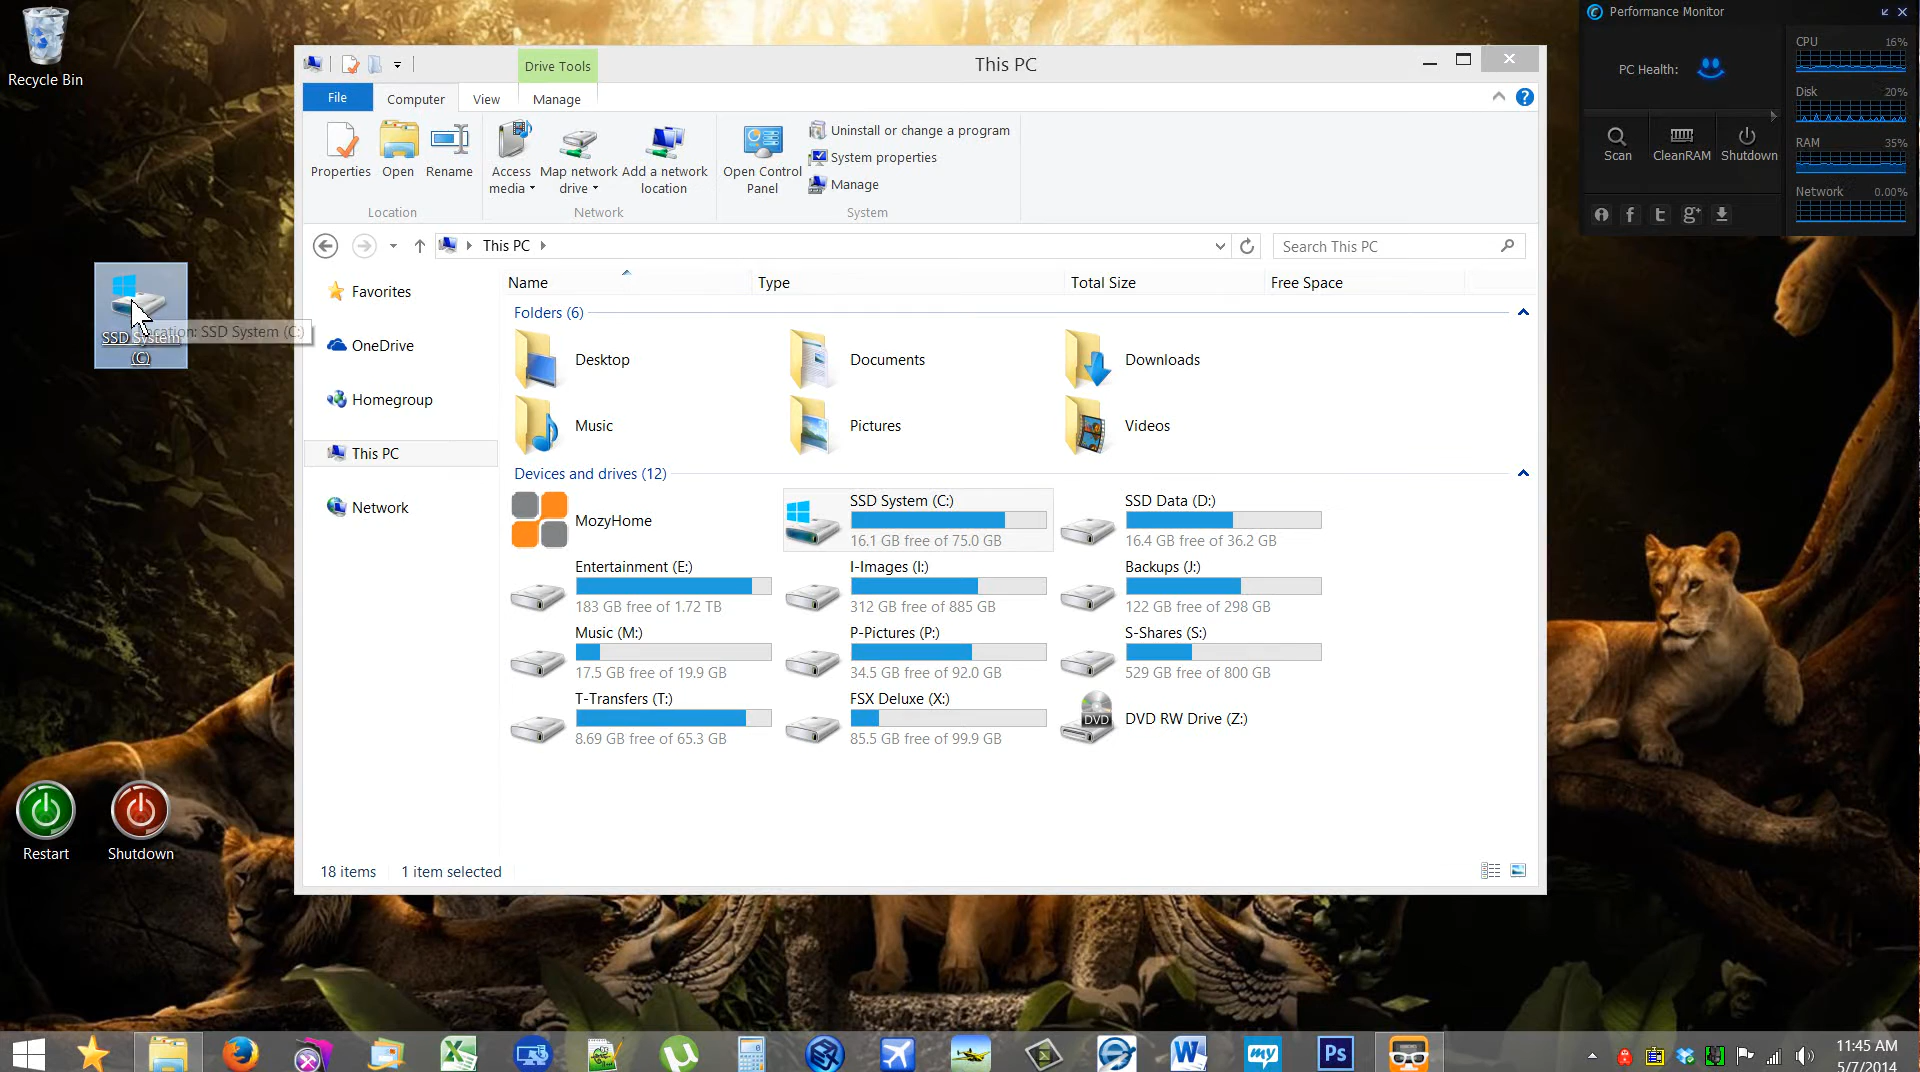 Recycle Bin
SSD System
(C)
Location: SSD System (C:)
Restart
Shutdown
Drive Tools
This PC
File
Computer
View
Manage
Properties
Open
Rename
Location
Access
media
Map network
drive
Add a network
location
Network
Open Control
Panel
Uninstall or change a program
System properties
Manage
System
This PC
Search This PC
Favorites
OneDrive
Homegroup
This PC
Network
Name
Type
Total Size
Free Space
Folders (6)
Desktop
Documents
Downloads
Music
Pictures
Videos
Devices and drives (12)
MozyHome
SSD System (C:)
16.1 GB free of 75.0 GB
SSD Data (D:)
16.4 GB free of 36.2 GB
Entertainment (E:)
183 GB free of 1.72 TB
I-Images (I:)
312 GB free of 885 GB
Backups (J:)
122 GB free of 298 GB
Music (M:)
17.5 GB free of 19.9 GB
P-Pictures (P:)
34.5 GB free of 92.0 GB
S-Shares (S:)
529 GB free of 800 GB
T-Transfers (T:)
8.69 GB free of 65.3 GB
FSX Deluxe (X:)
85.5 GB free of 99.9 GB
DVD
DVD RW Drive (Z:)
18 items
1 item selected
Performance Monitor
PC Health:
Scan
CleanRAM
Shutdown
CPU 16%
Disk 20%
RAM 35%
Network 0.00%
my
Ps
11:45 AM
5/7/2014